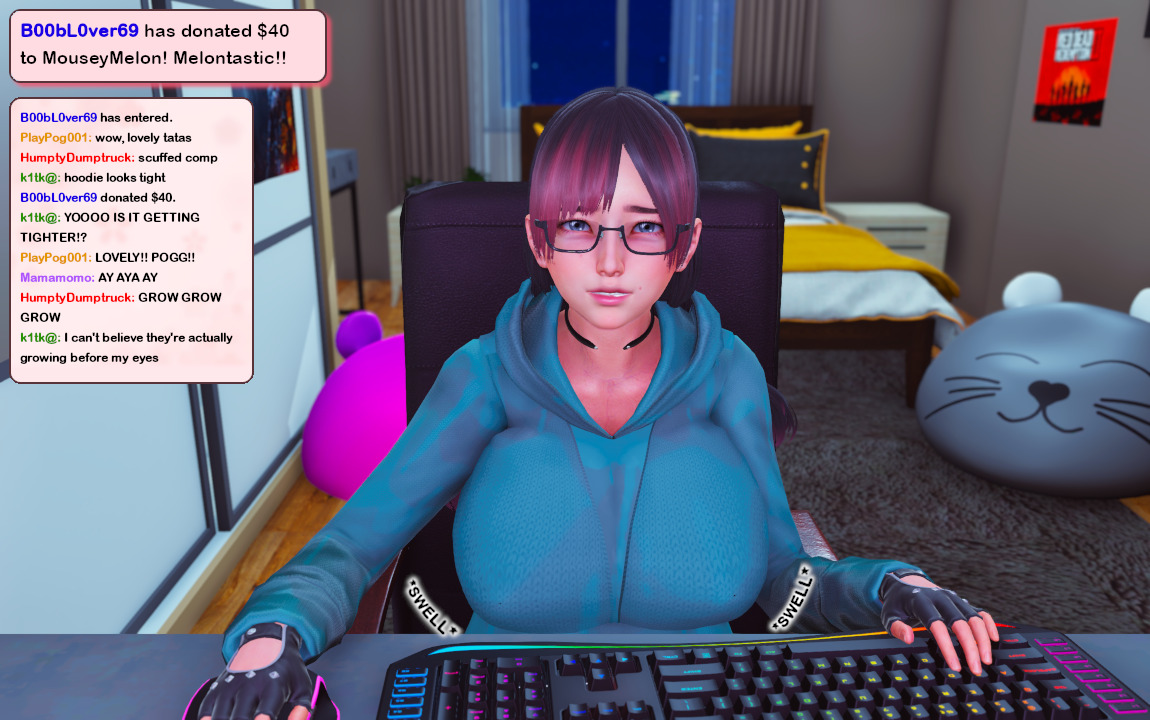 B00bL0ver69 has donated $40
to MouseyMelon! Melontastic!!
B00bL0ver69 has entered.
PlayPog001: wow, lovely tatas
HumptyDumptruck: scuffed comp
k1tk@: hoodie looks tight
B00bL0ver69 donated $40.
k1tk@: YOOOO IS IT GETTING
TIGHTER!?
PlayPog001: LOVELY!! POGG!!
Mamamomo: AY AYA AY
HumptyDumptruck: GROW GROW
GROW
k1tk@: I can't believe they're actually
growing before my eyes
*SWELL*
*SWELL*